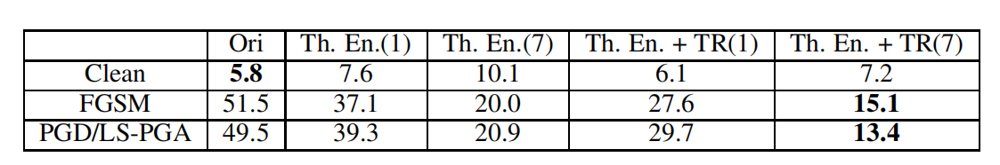 Ori Th. En.(1) Th. En.(7) Th. En. + TR(1) Th. En. + TR(7)
Clean 5.8 7.6 10.1 6.1 7.2
FGSM 51.5 37.1 20.0 27.6 15.1
PGD/LS-PGA 49.5 39.3 20.9 29.7 13.4